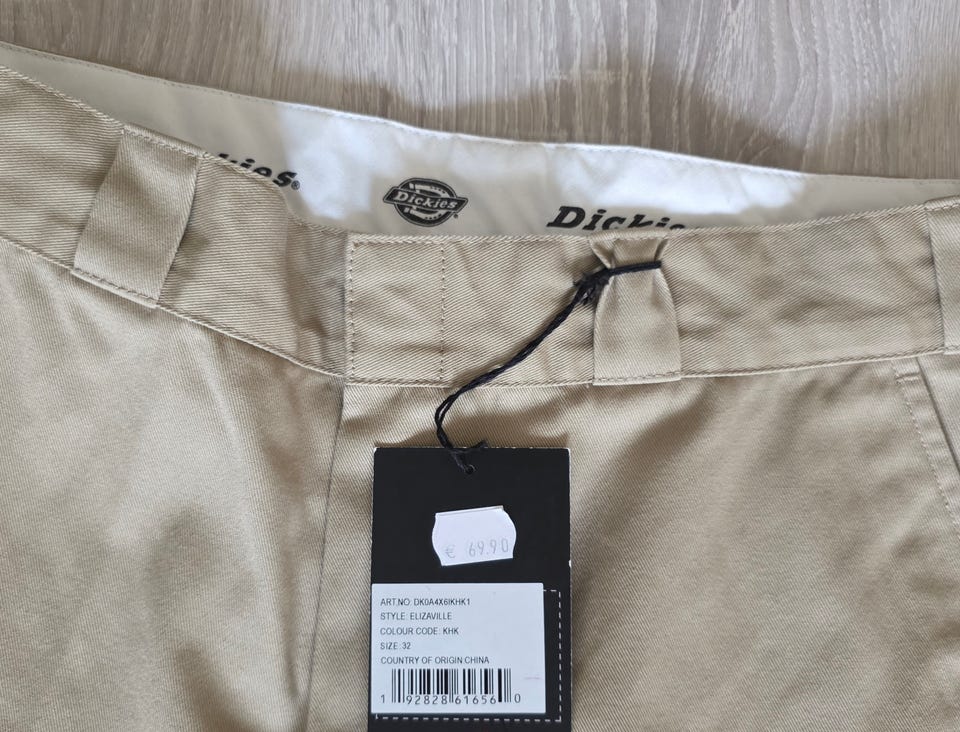 kies®
Dickies
Dickies
€ 69.90
ART.NO: DK0A4X6IKHK1
STYLE: ELIZAVILLE
COLOUR CODE: KHK
SIZE: 32
COUNTRY OF ORIGIN:CHINA
1 92828 61656 0